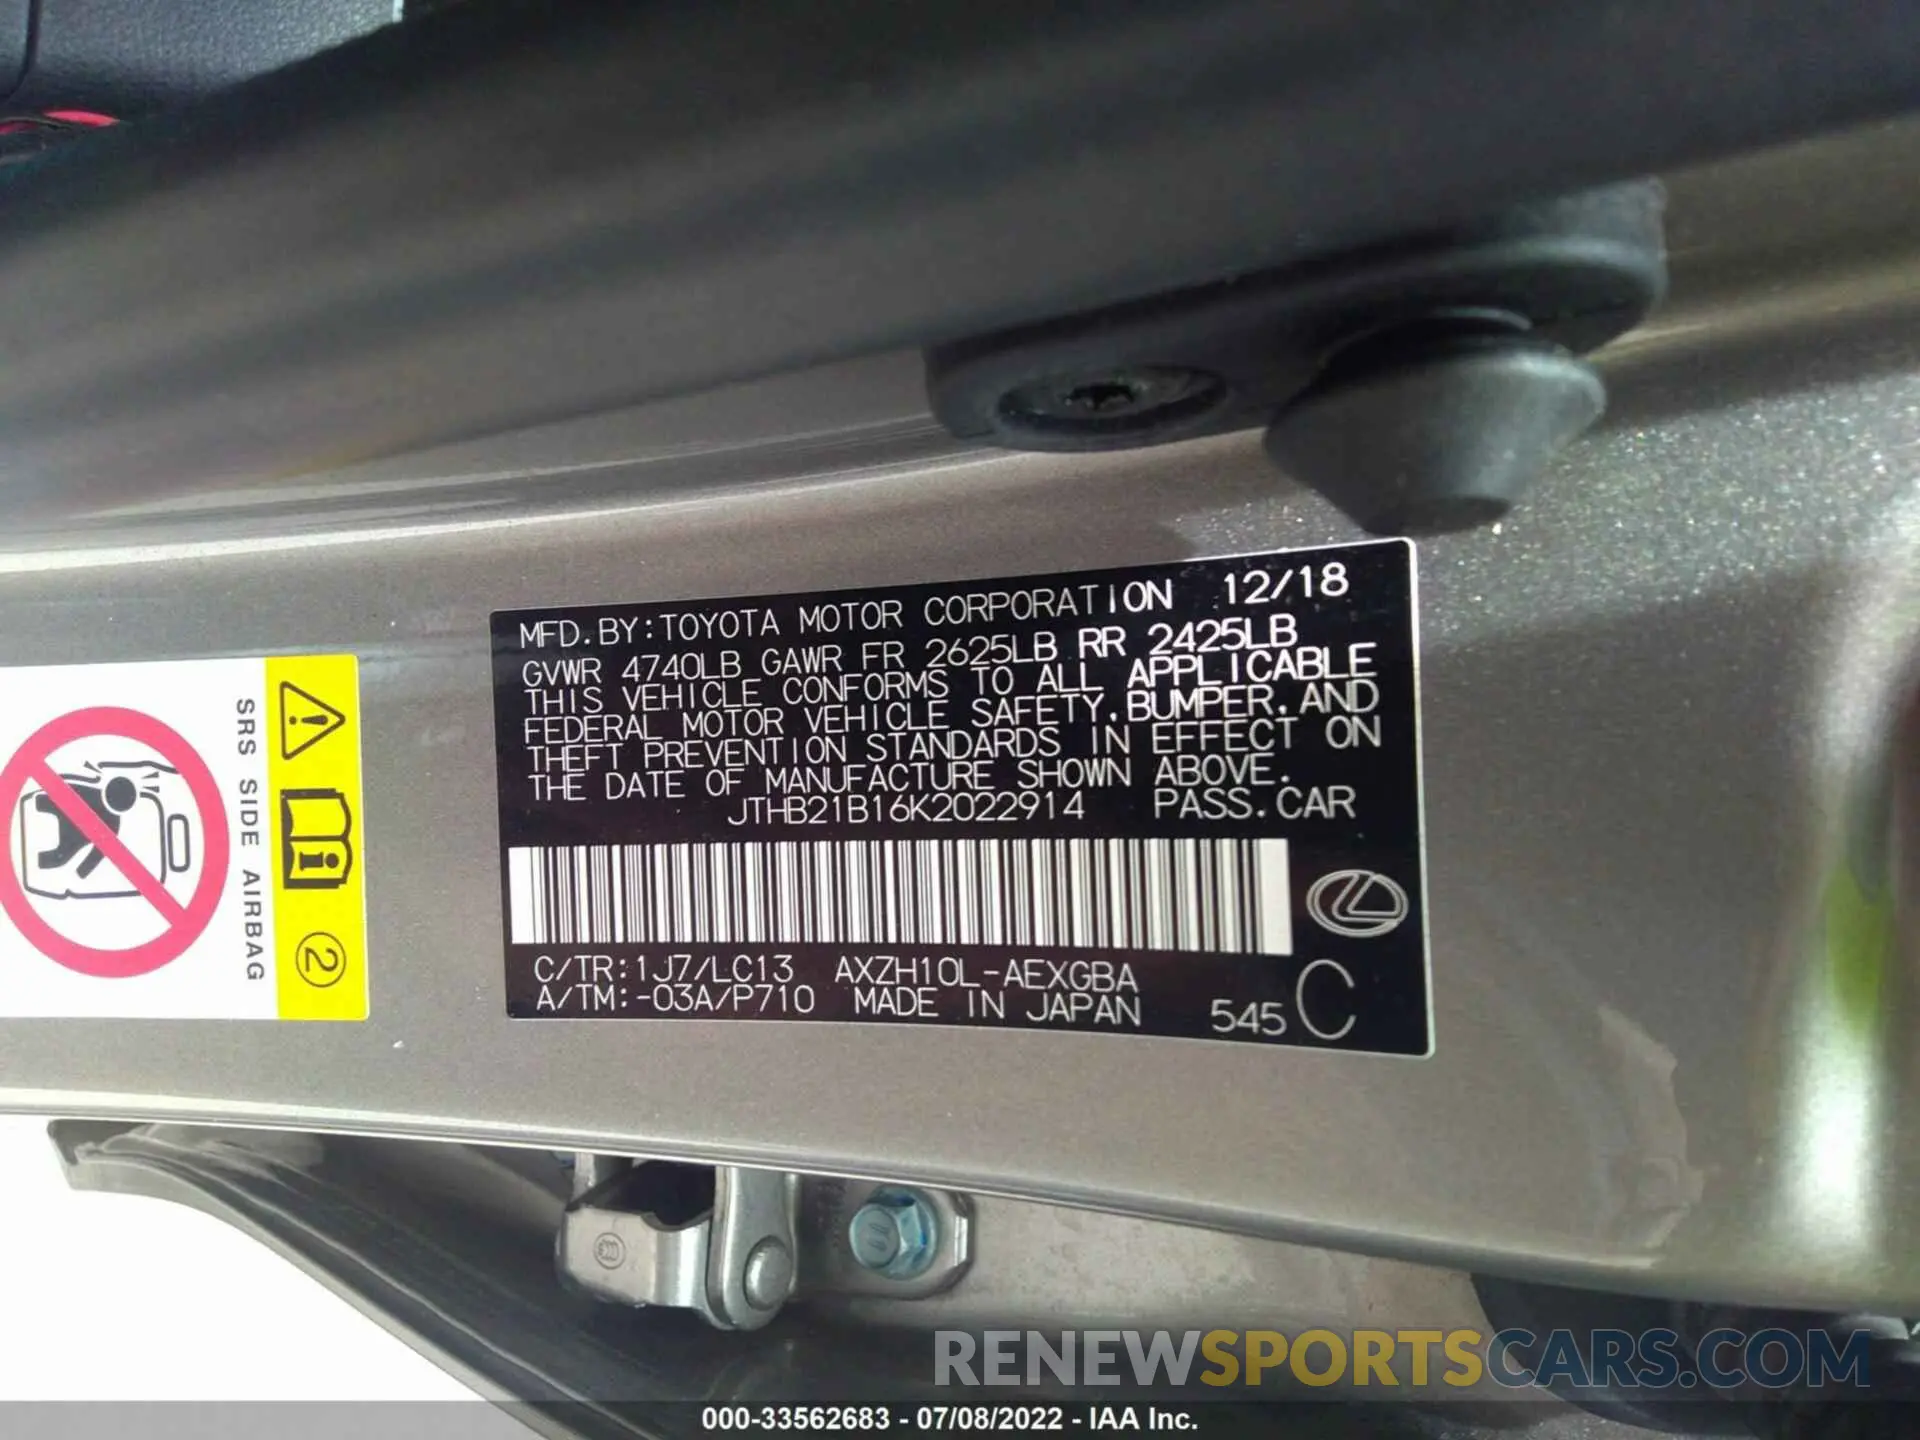 MFD.BY:TOYOTA MOTOR CORPORATION 12/18
GVWR 4740LB GAWR FR 2625LB RR 2425LB
THIS VEHICLE CONFORMS TO ALL APPLICABLE
FEDERAL MOTOR VEHICLE SAFETY, BUMPER, AND
THEFT PREVENTION STANDARDS IN EFFECT ON
THE DATE OF MANUFACTURE SHOWN ABOVE.
JTHB21B16K2022914 PASS.CAR
C/TR:1J7/LC13 AXZH10L-AEXGBA
A/TM:-03A/P710 MADE IN JAPAN 545 C
SRS SIDE AIRBAG
2
RENEWSPORTSCARS.COM
000-33562683 - 07/08/2022 - IAA Inc.